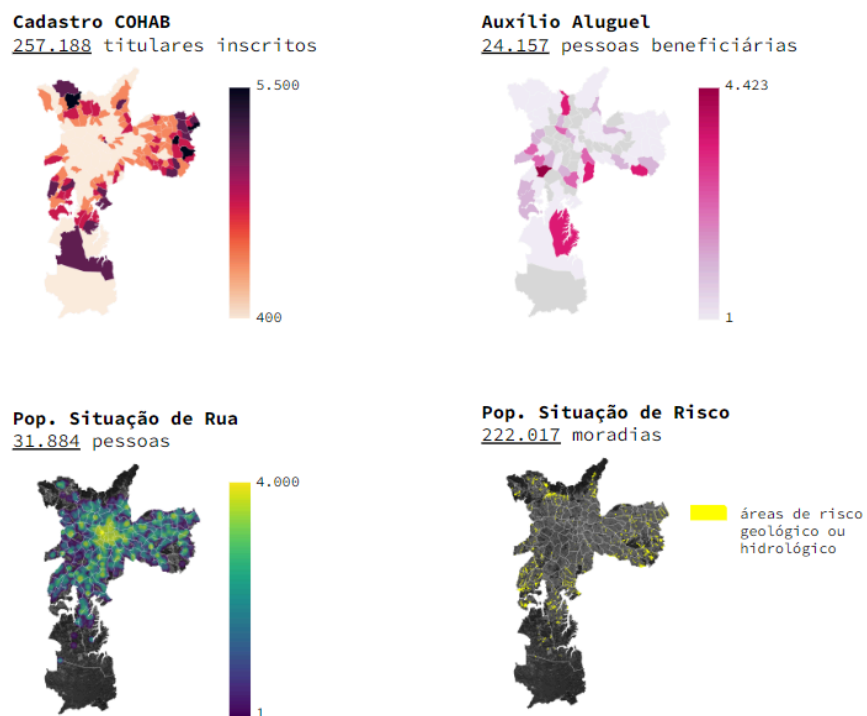 Cadastro COHAB
257.188 titulares inscritos
5.500
400
Auxílio Aluguel
24.157 pessoas beneficiárias
4.423
1
Pop. Situação de Rua
31.884 pessoas
4.000
1
Pop. Situação de Risco
222.017 moradias
áreas de risco
geológico ou
hidrológico